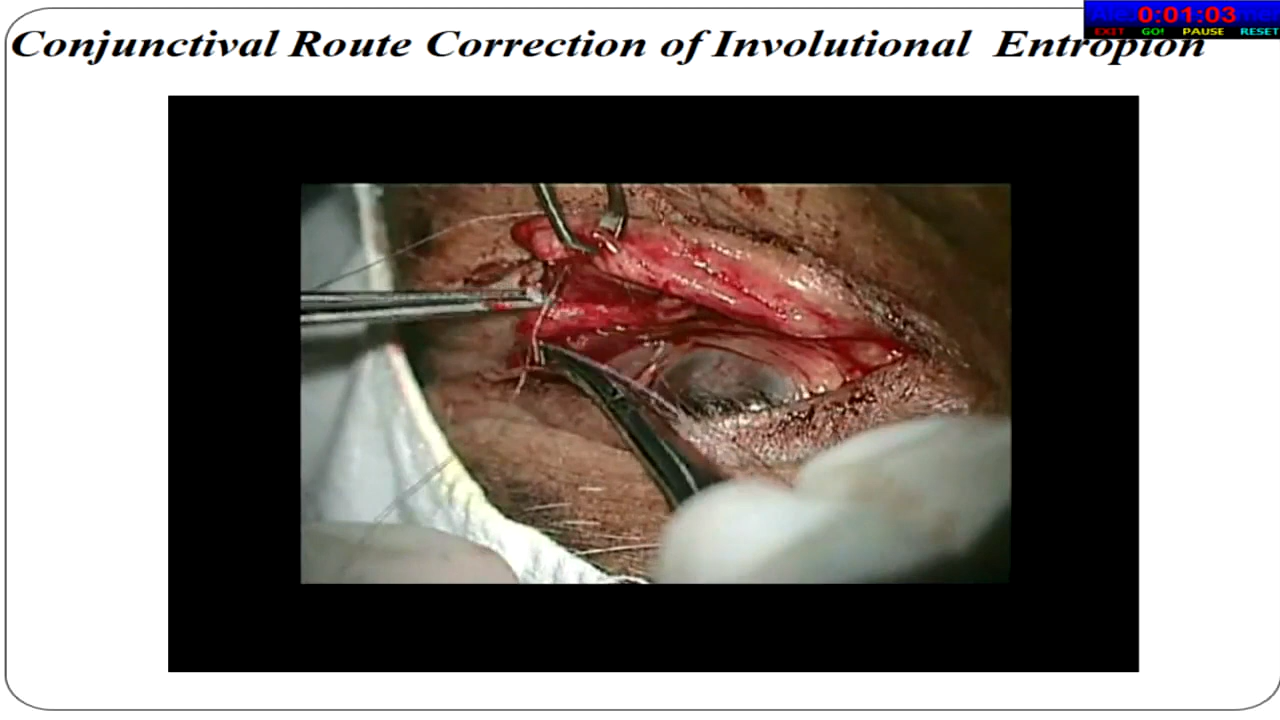 0:01:03
EXIT GO! PAUSE RESET
Conjunctival Route Correction of Involutional Entropion